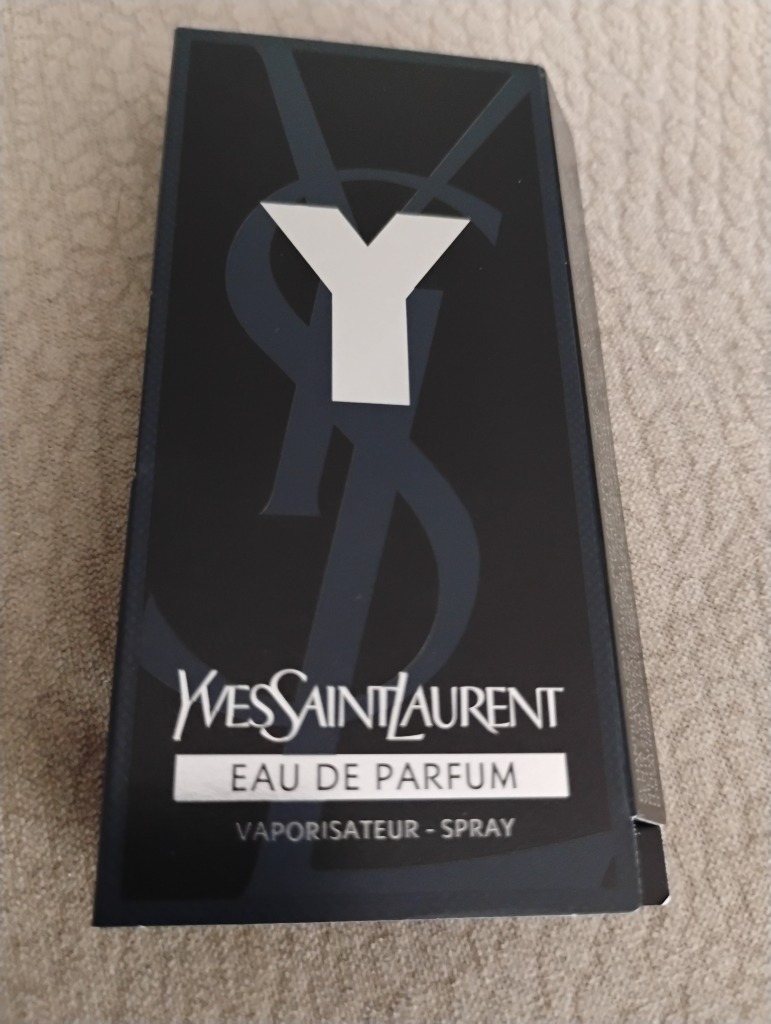 Y
YVESSAINTLAURENT
EAU DE PARFUM
VAPORISATEUR - SPRAY